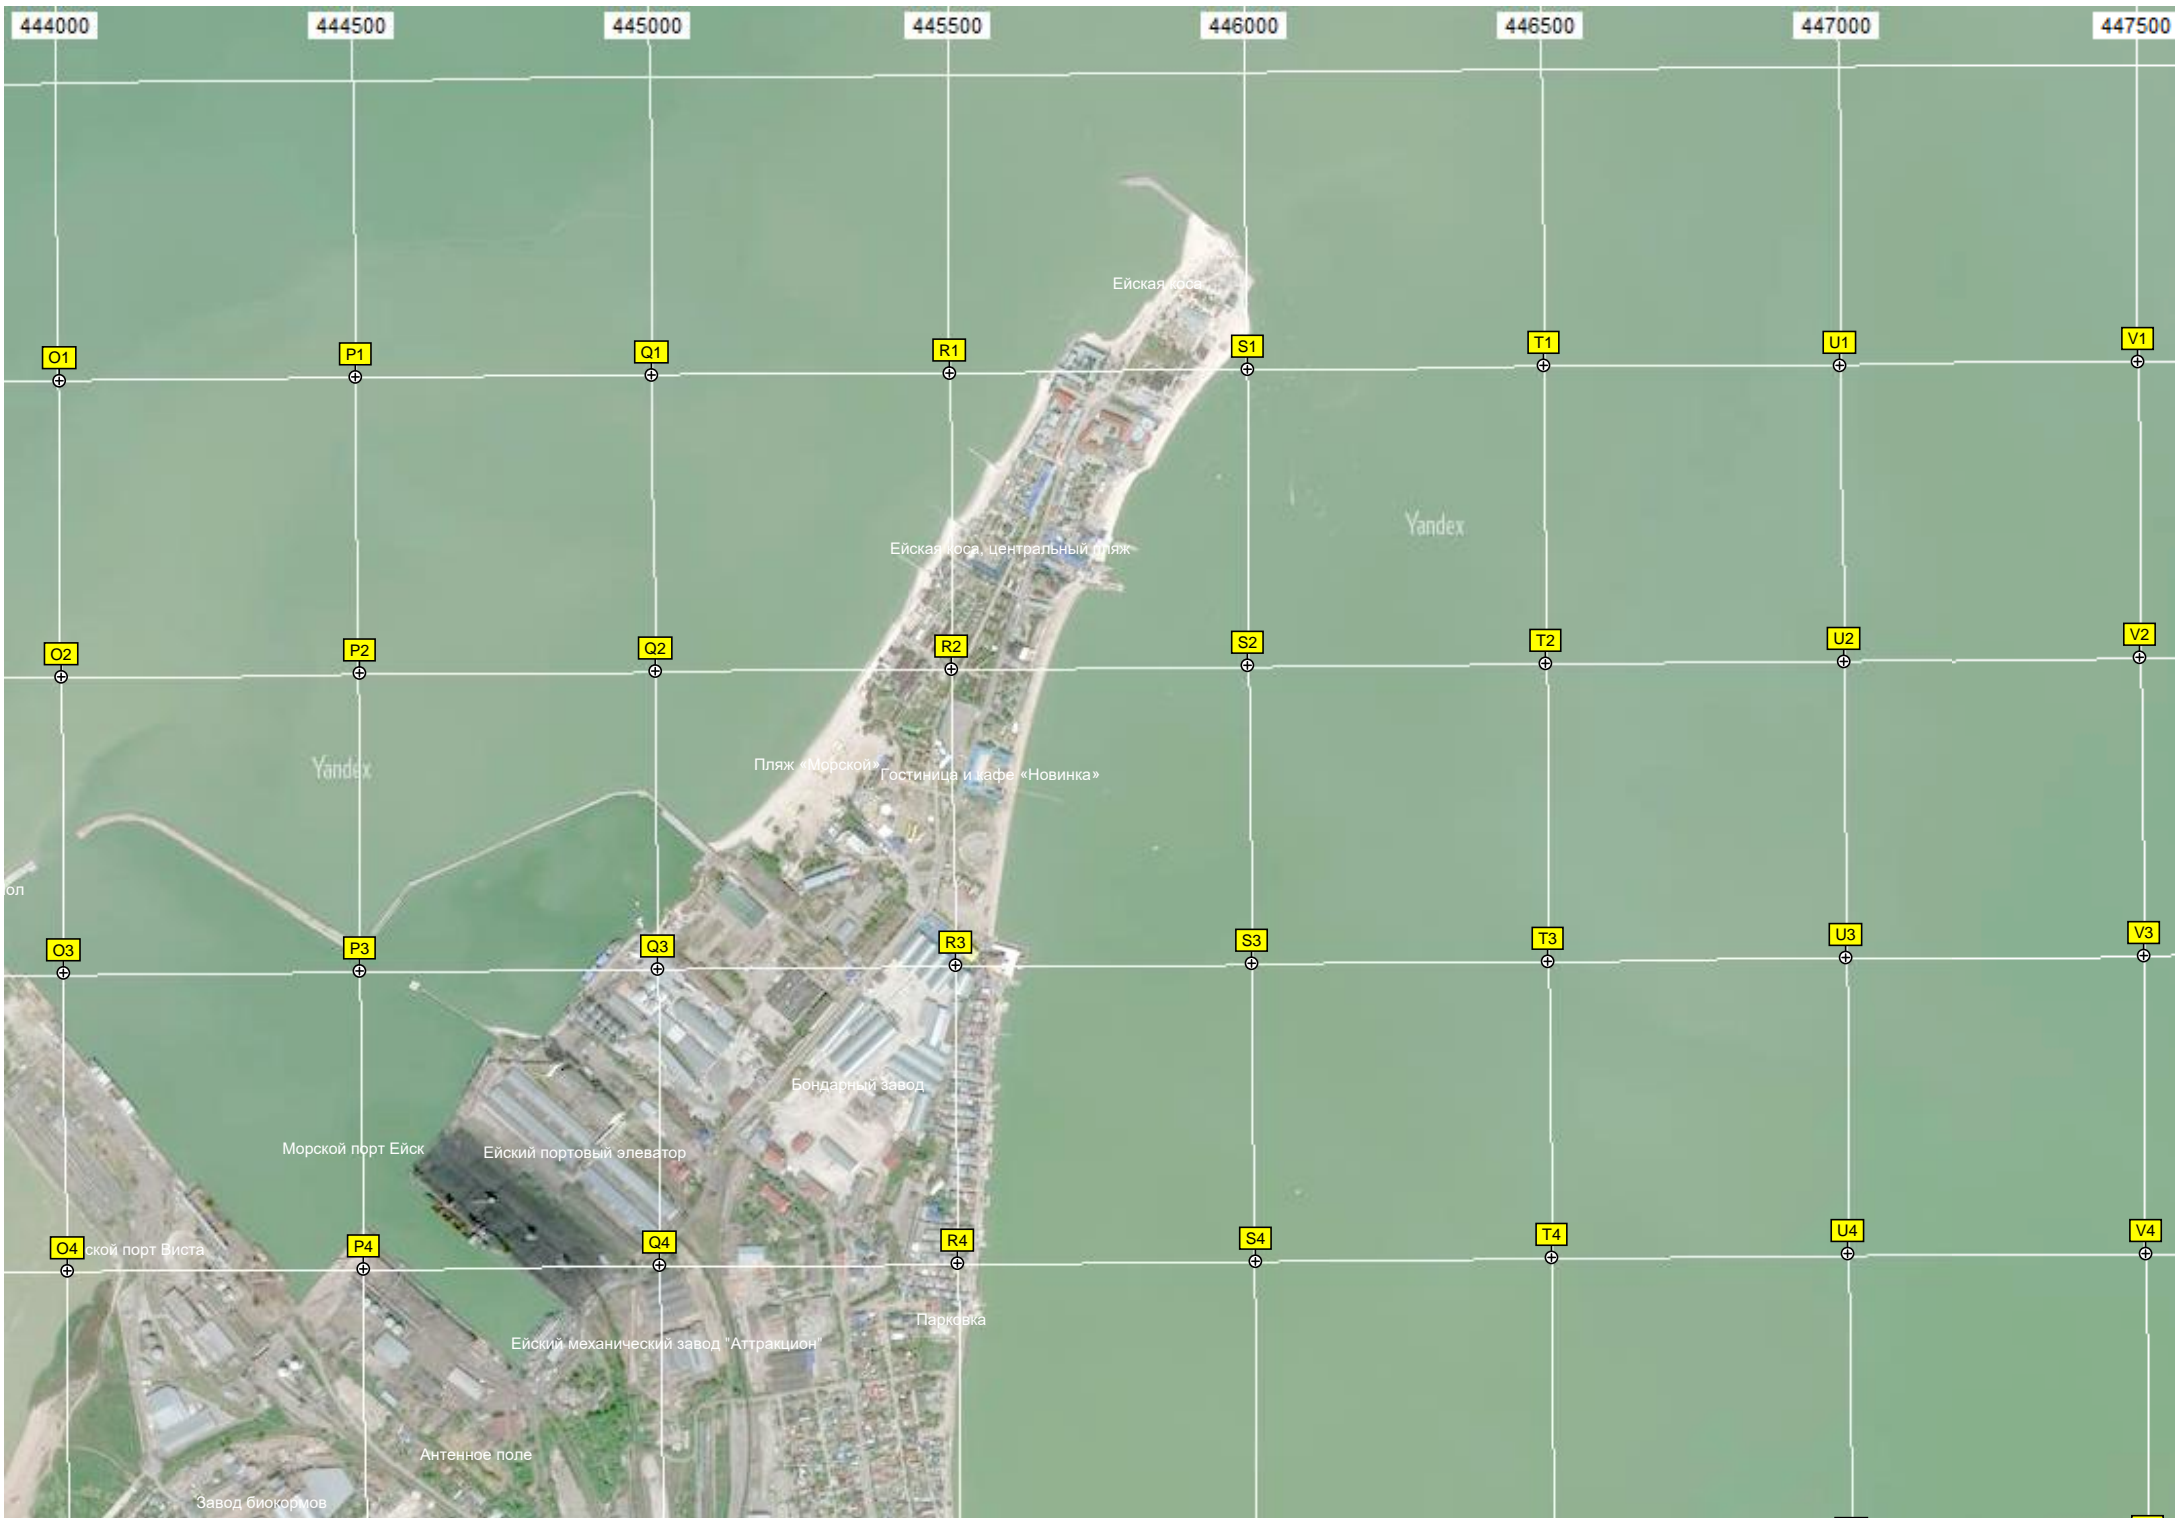 444000 444500 445000 445500 446000 446500 447000 447500
Ейская коса
O1 P1 Q1 R1 S1 T1 U1 V1
Yandex
Ейская коса, центральный пляж
O2 P2 Q2 R2 S2 T2 U2 V2
Yandex
Пляж «Морской»
Гостиница и кафе «Новинка»
ол
O3 P3 Q3 R3 S3 T3 U3 V3
Бондарный завод
Морской порт Ейск
Ейский портовый элеватор
O4 P4 Q4 R4 S4 T4 U4 V4
ской порт Виста
Парковка
Ейский механический завод "Аттракцион"
Антенное поле
Завод биокормов